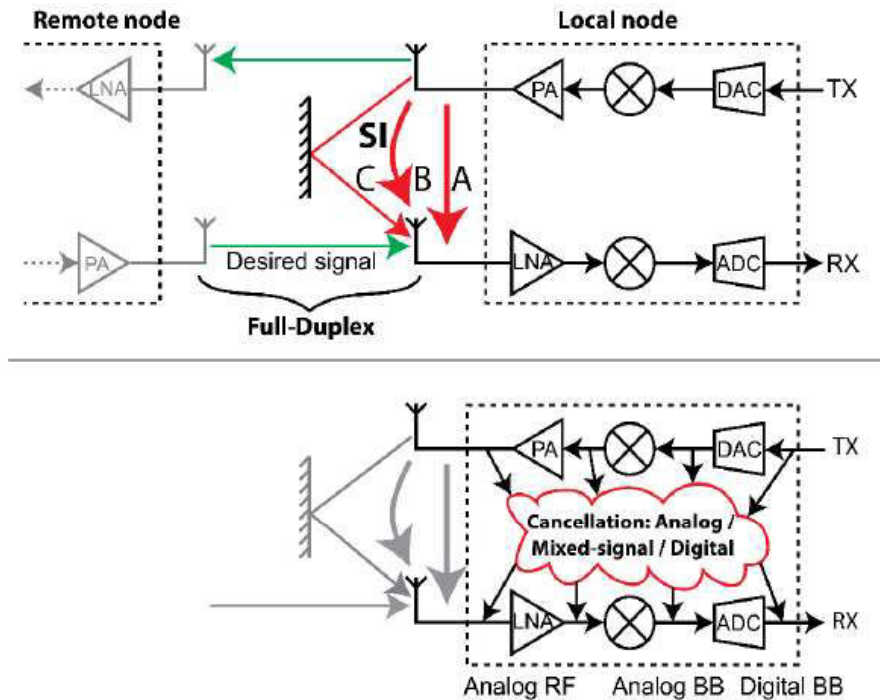 Remote node
Local node
LNA
PA
DAC
TX
SI
C
B
A
PA
Desired signal
LNA
ADC
RX
Full-Duplex
PA
DAC
TX
Cancellation: Analog /
Mixed-signal / Digital
LNA
ADC
RX
Analog RF
Analog BB
Digital BB